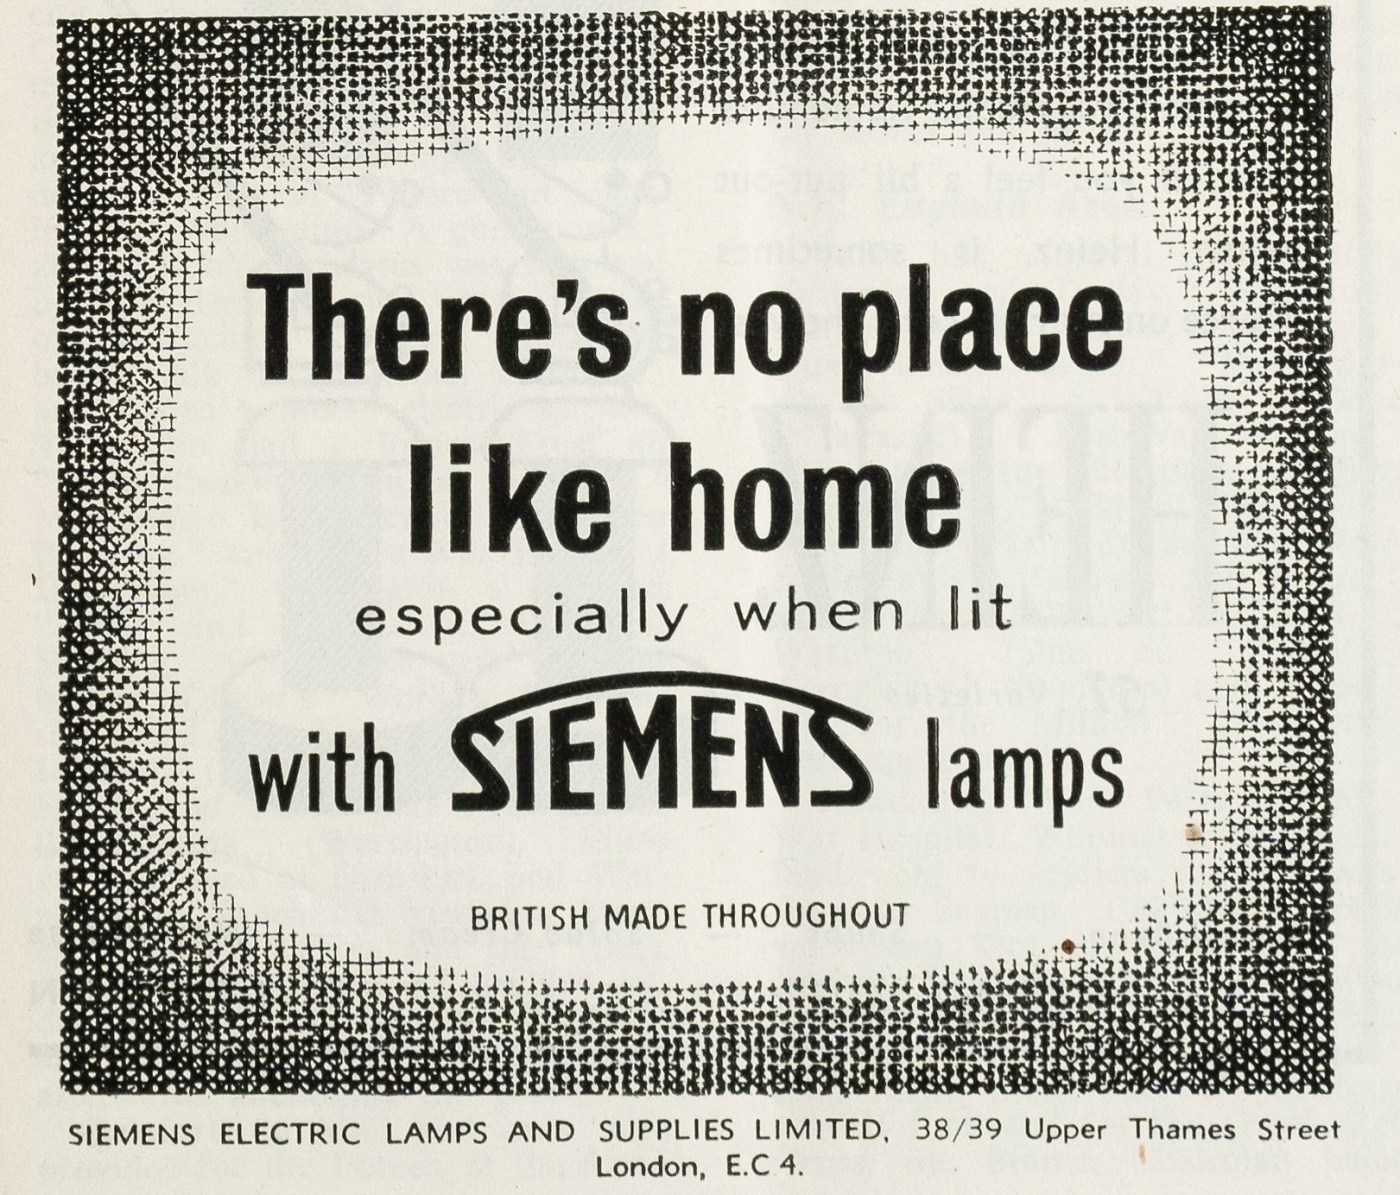 There's no place
like home
especially when lit
with SIEMENS lamps
BRITISH MADE THROUGHOUT
SIEMENS ELECTRIC LAMPS AND SUPPLIES LIMITED, 38/39 Upper Thames Street
London, E.C 4.